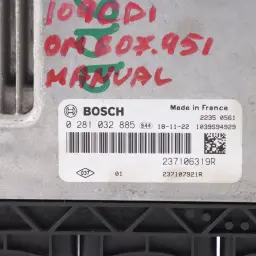 109CDI
OM 607.951
MANUAL
BOSCH
Made in France
2235 0561
0 281 032 885 S44 18-11-22 1039S94929
237106319R
01
237107921R